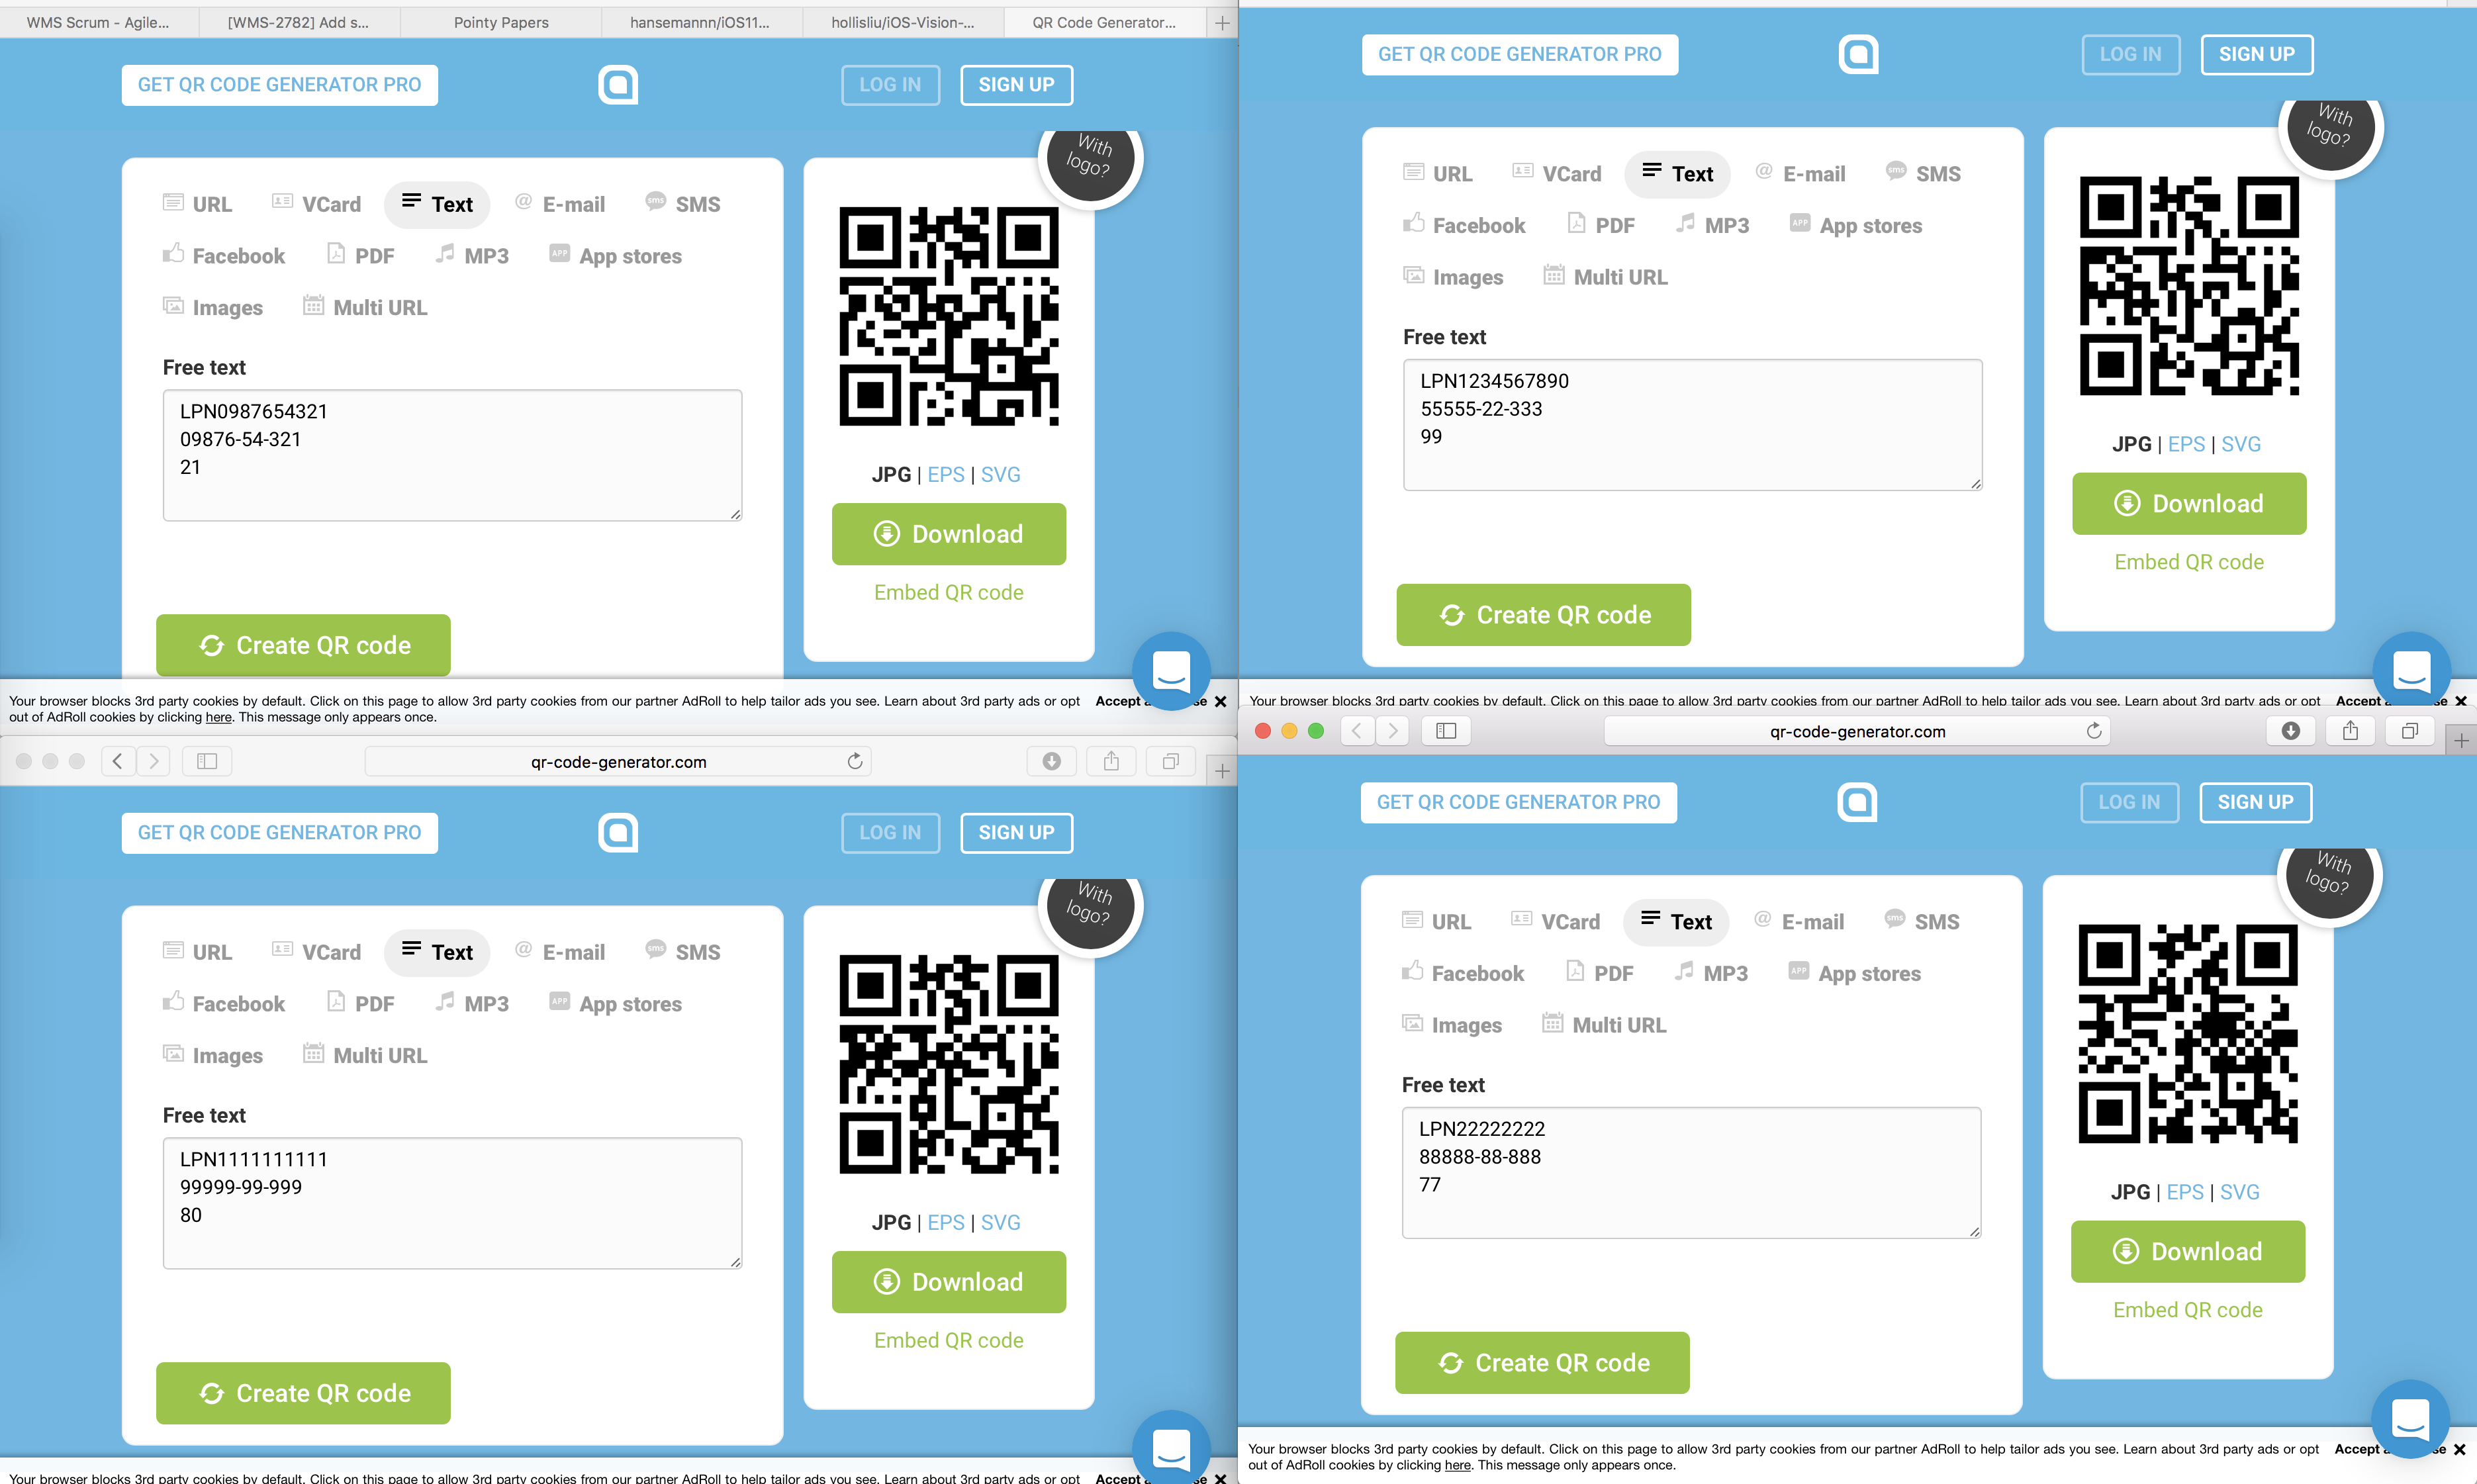 WMS Scrum - Agile...
[WMS-2782] Add s...
Pointy Papers
hansemannn/iOS11...
hollisliu/iOS-Vision-...
QR Code Generator...
GET QR CODE GENERATOR PRO
LOG IN
SIGN UP
With
logo?
URL
VCard
Text
E-mail
SMS
Facebook
PDF
MP3
App stores
Images
Multi URL
Free text
LPN0987654321
09876-54-321
21
JPG | EPS | SVG
Download
Embed QR code
Create QR code
Your browser blocks 3rd party cookies by default. Click on this page to allow 3rd party cookies from our partner AdRoll to help tailor ads you see. Learn about 3rd party ads or opt
out of AdRoll cookies by clicking here. This message only appears once.
Accept
GET QR CODE GENERATOR PRO
LOG IN
SIGN UP
With
logo?
URL
VCard
Text
E-mail
SMS
Facebook
PDF
MP3
App stores
Images
Multi URL
Free text
LPN1234567890
55555-22-333
99
JPG | EPS | SVG
Download
Embed QR code
Create QR code
Your browser blocks 3rd party cookies by default. Click on this page to allow 3rd party cookies from our partner AdRoll to help tailor ads you see. Learn about 3rd party ads or opt
Accept
qr-code-generator.com
GET QR CODE GENERATOR PRO
LOG IN
SIGN UP
With
logo?
URL
VCard
Text
E-mail
SMS
Facebook
PDF
MP3
App stores
Images
Multi URL
Free text
LPN1111111111
99999-99-999
80
JPG | EPS | SVG
Download
Embed QR code
Create QR code
Your browser blocks 3rd party cookies by default. Click on this page to allow 3rd party cookies from our partner AdRoll to help tailor ads you see. Learn about 3rd party ads or opt
Accept
qr-code-generator.com
GET QR CODE GENERATOR PRO
LOG IN
SIGN UP
With
logo?
URL
VCard
Text
E-mail
SMS
Facebook
PDF
MP3
App stores
Images
Multi URL
Free text
LPN22222222
88888-88-888
77
JPG | EPS | SVG
Download
Embed QR code
Create QR code
Your browser blocks 3rd party cookies by default. Click on this page to allow 3rd party cookies from our partner AdRoll to help tailor ads you see. Learn about 3rd party ads or opt
out of AdRoll cookies by clicking here. This message only appears once.
Accept